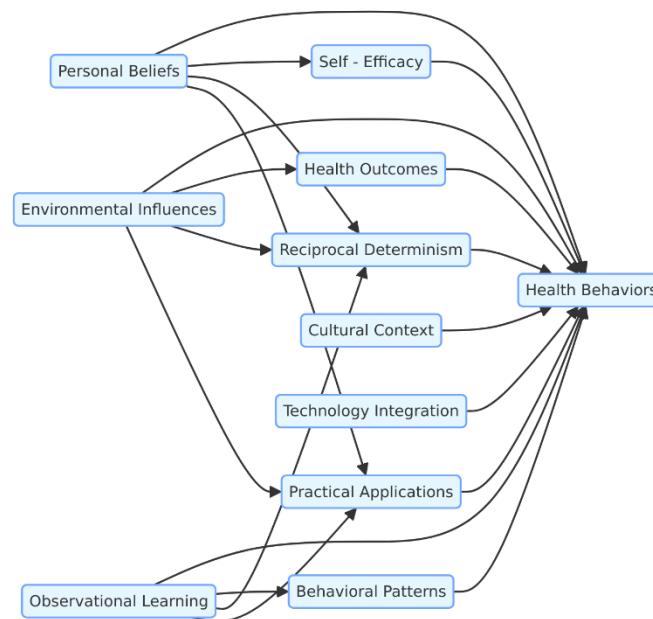 Personal Beliefs
Self - Efficacy
Health Outcomes
Environmental Influences
Reciprocal Determinism
Health Behaviors
Cultural Context
Technology Integration
Practical Applications
Observational Learning
Behavioral Patterns